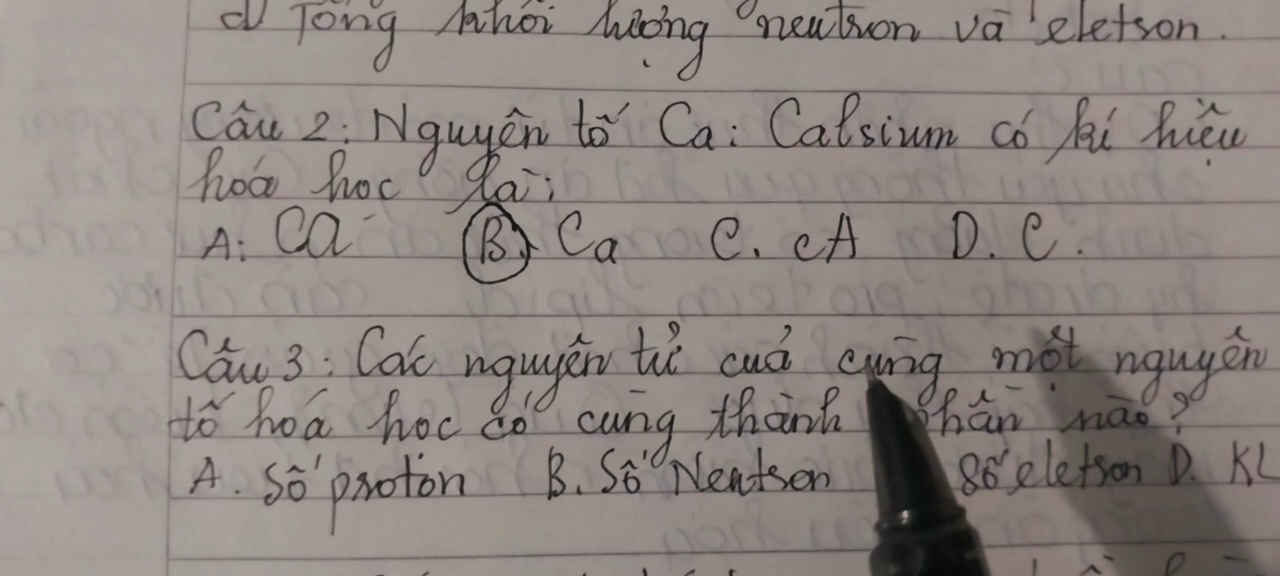 d) Tổng khối lượng neutron và eletson.
Câu 2: Nguyên tố Ca: Calsium có kí hiệu
hoá học là:
A: CA B. Ca C. cA D. C.
Câu 3: Các nguyên tử của cùng một nguyên
tố hoá học có cùng thành phần nào?
A. Số proton B. Số Neutson Số eletson D. KL